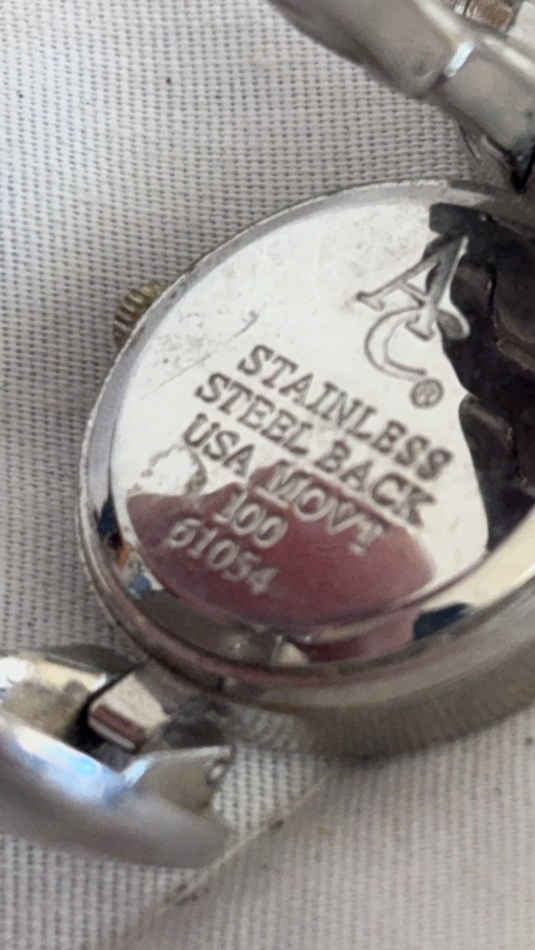 AC®
STAINLESS
STEEL BACK
USA MOVT
100
61054